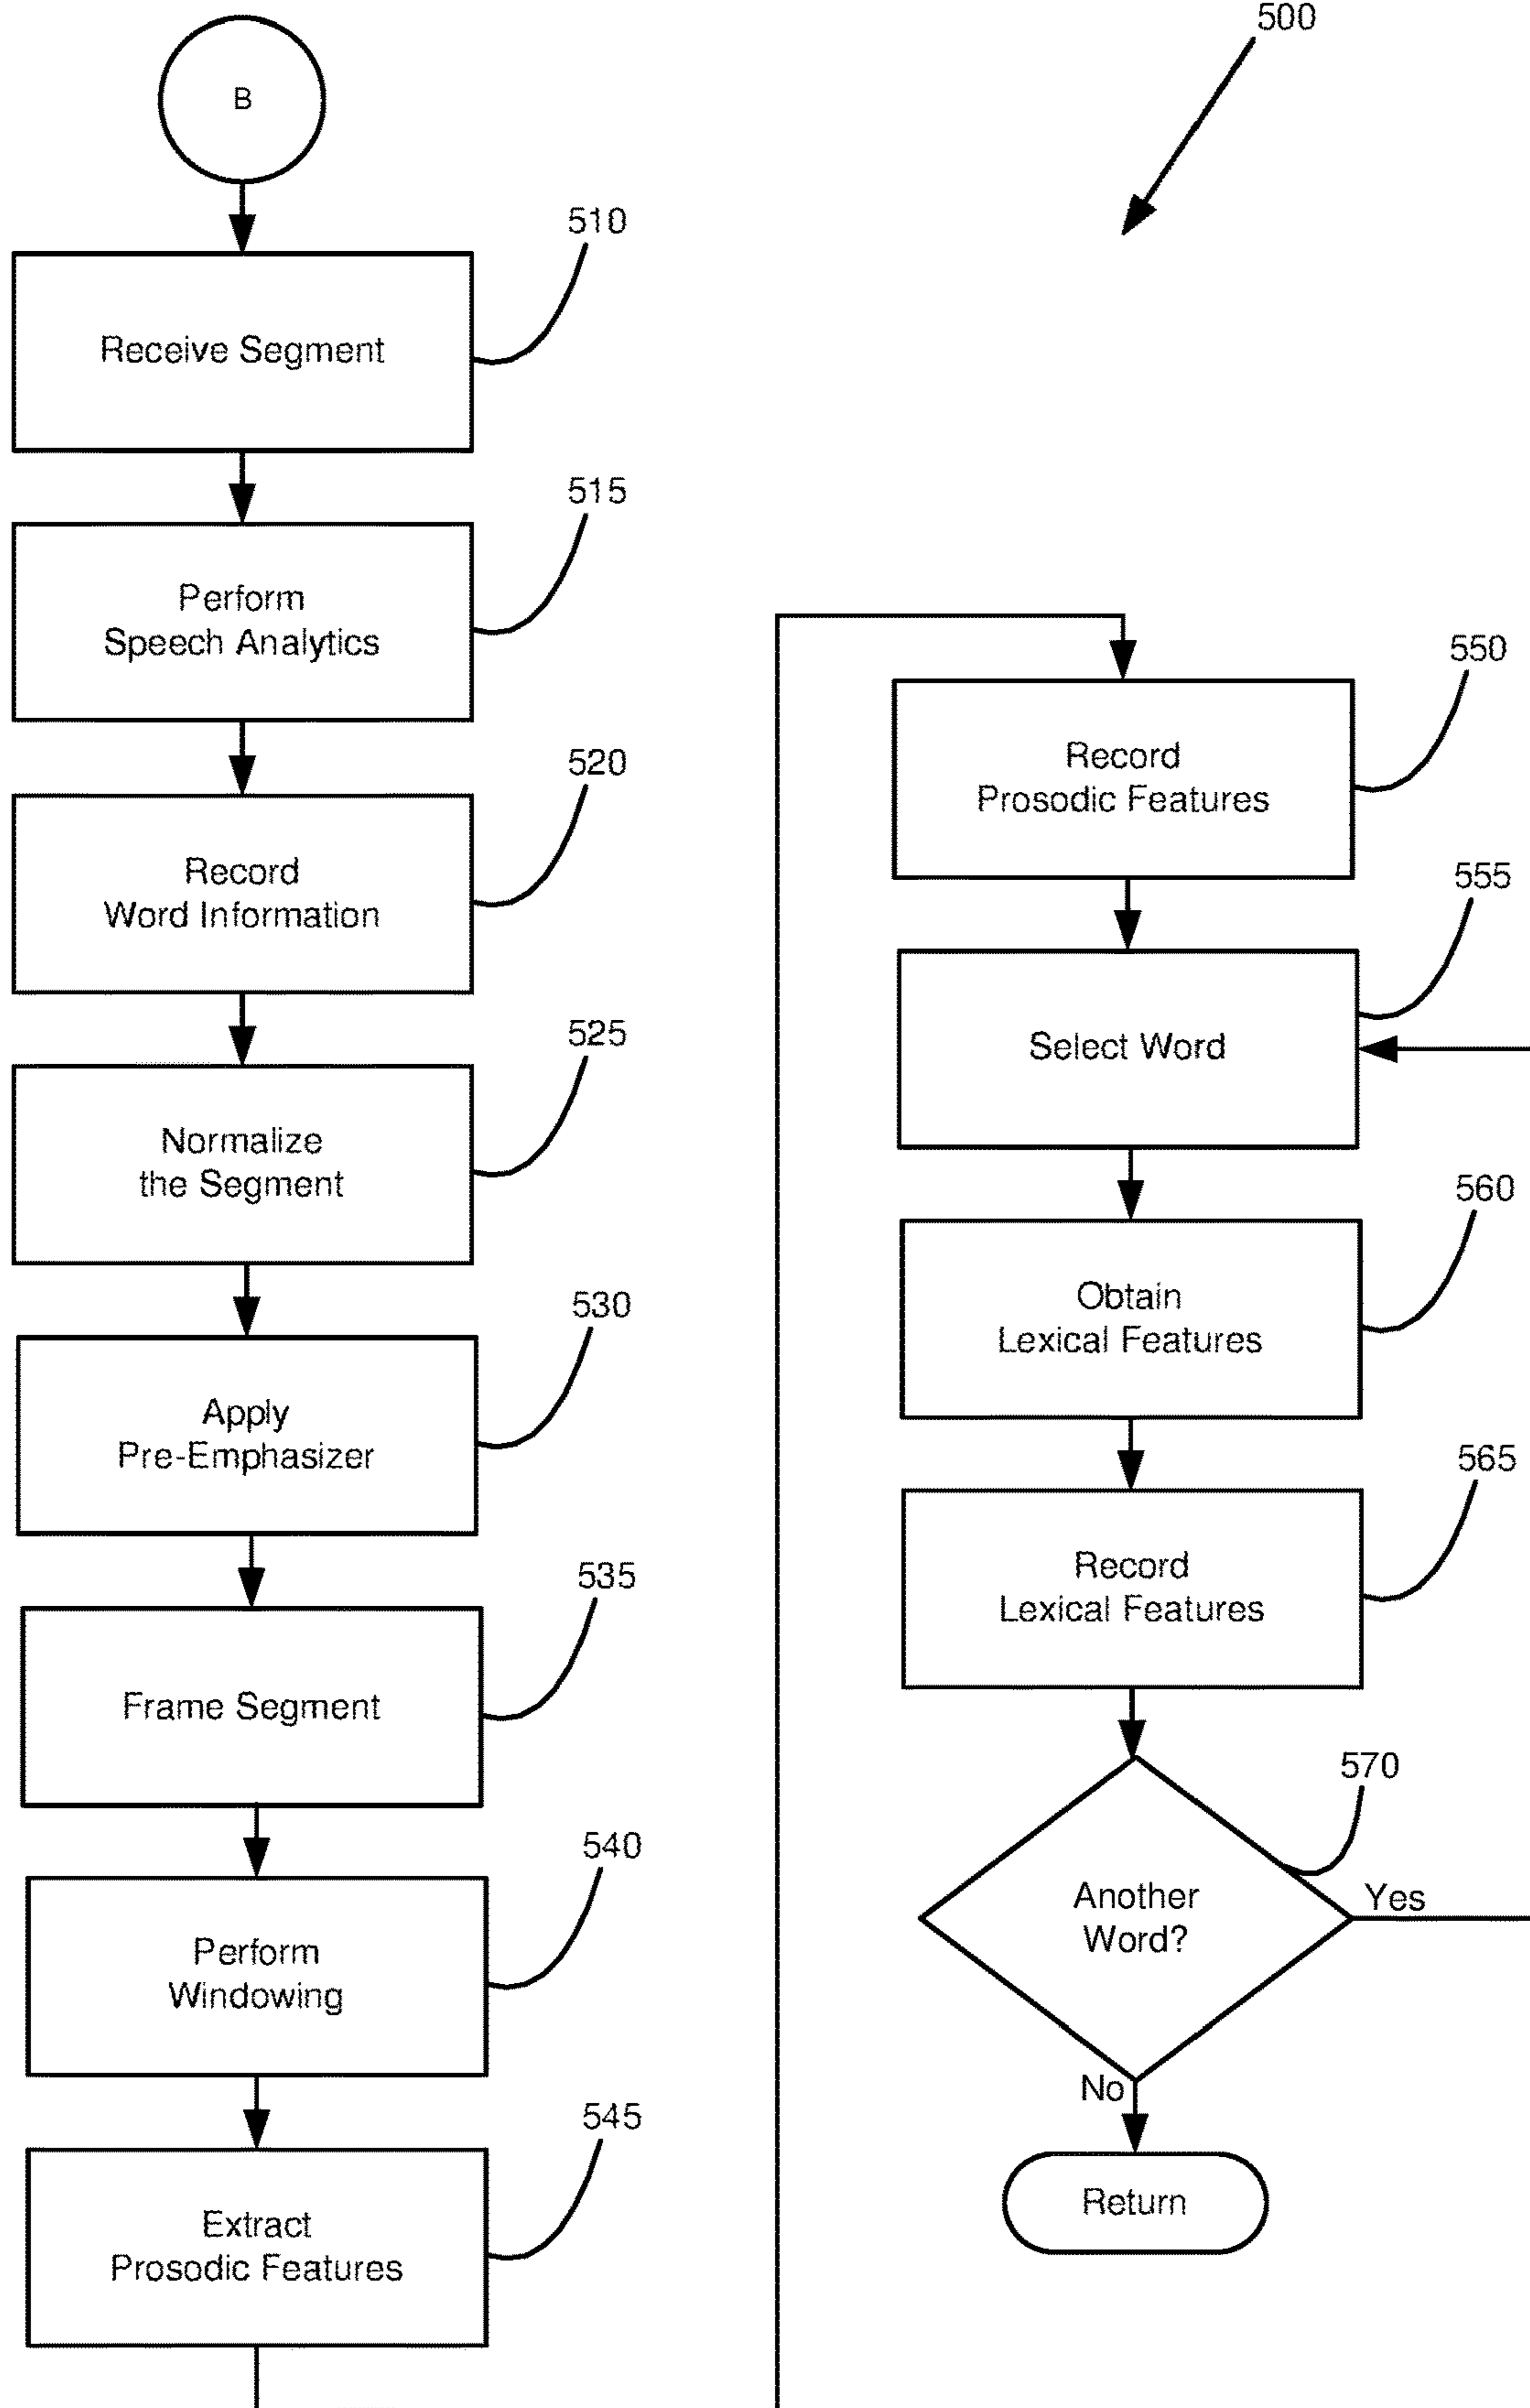 B
500
510
Receive Segment
515
Perform
Speech Analytics
520
Record
Word Information
525
Normalize
the Segment
530
Apply
Pre-Emphasizer
535
Frame Segment
540
Perform
Windowing
545
Extract
Prosodic Features
550
Record
Prosodic Features
555
Select Word
560
Obtain
Lexical Features
565
Record
Lexical Features
570
Another
Word?
Yes
No
Return